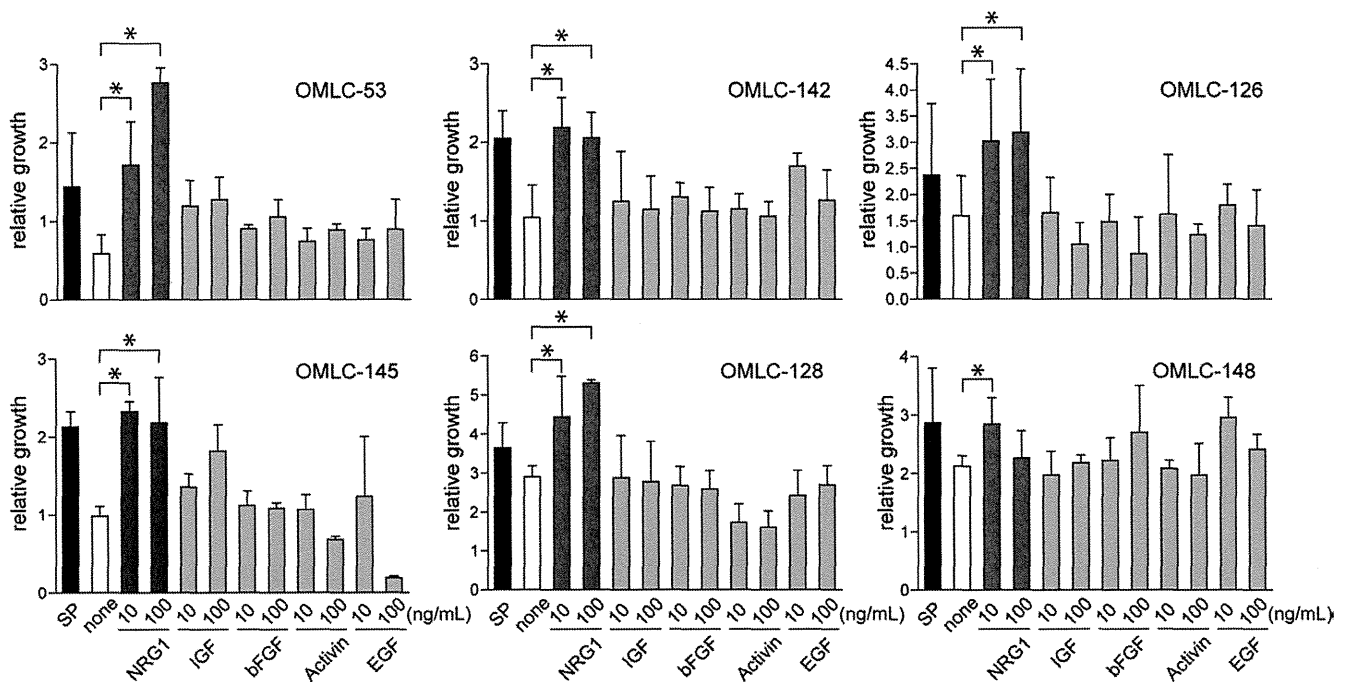 *
*
3
2
1
0
relative growth
OMLC-53
*
*
3
2
1
0
relative growth
OMLC-142
*
*
4.5
4.0
3.5
3.0
2.5
2.0
1.5
1.0
0.5
0.0
relative growth
OMLC-126
*
*
3
2
1
0
relative growth
OMLC-145
SP none 10 100 10 100 10 100 10 100 10 100 (ng/mL)
NRG1 IGF bFGF Activin EGF
*
*
6
5
4
3
2
1
0
relative growth
OMLC-128
SP none 10 100 10 100 10 100 10 100 10 100 (ng/mL)
NRG1 IGF bFGF Activin EGF
*
4
3
2
1
0
relative growth
OMLC-148
SP none 10 100 10 100 10 100 10 100 10 100 (ng/mL)
NRG1 IGF bFGF Activin EGF